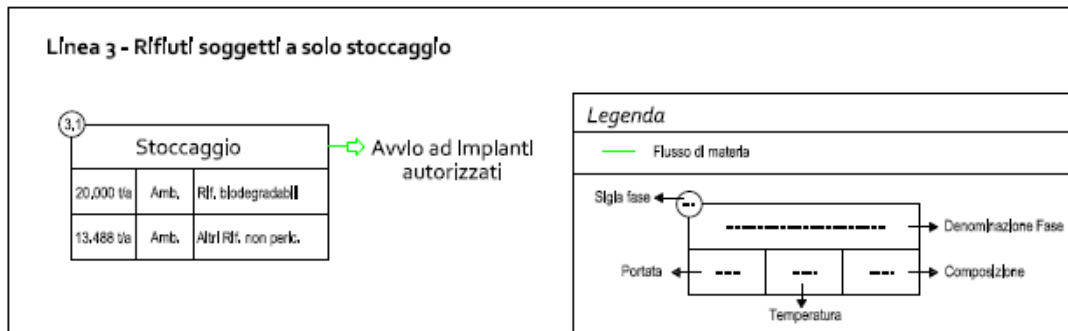 Linea 3 - Rifiuti soggetti a solo stoccaggio
3,1
Stoccaggio
20,000 t/a Amb. Rif. biodegradabili
13.488 t/a Amb. Altri Rif. non peric.
Avvio ad Impianti
autorizzati
Legenda
Flusso di materia
Sigla fase
Denominazione Fase
Portata
Composizione
Temperatura